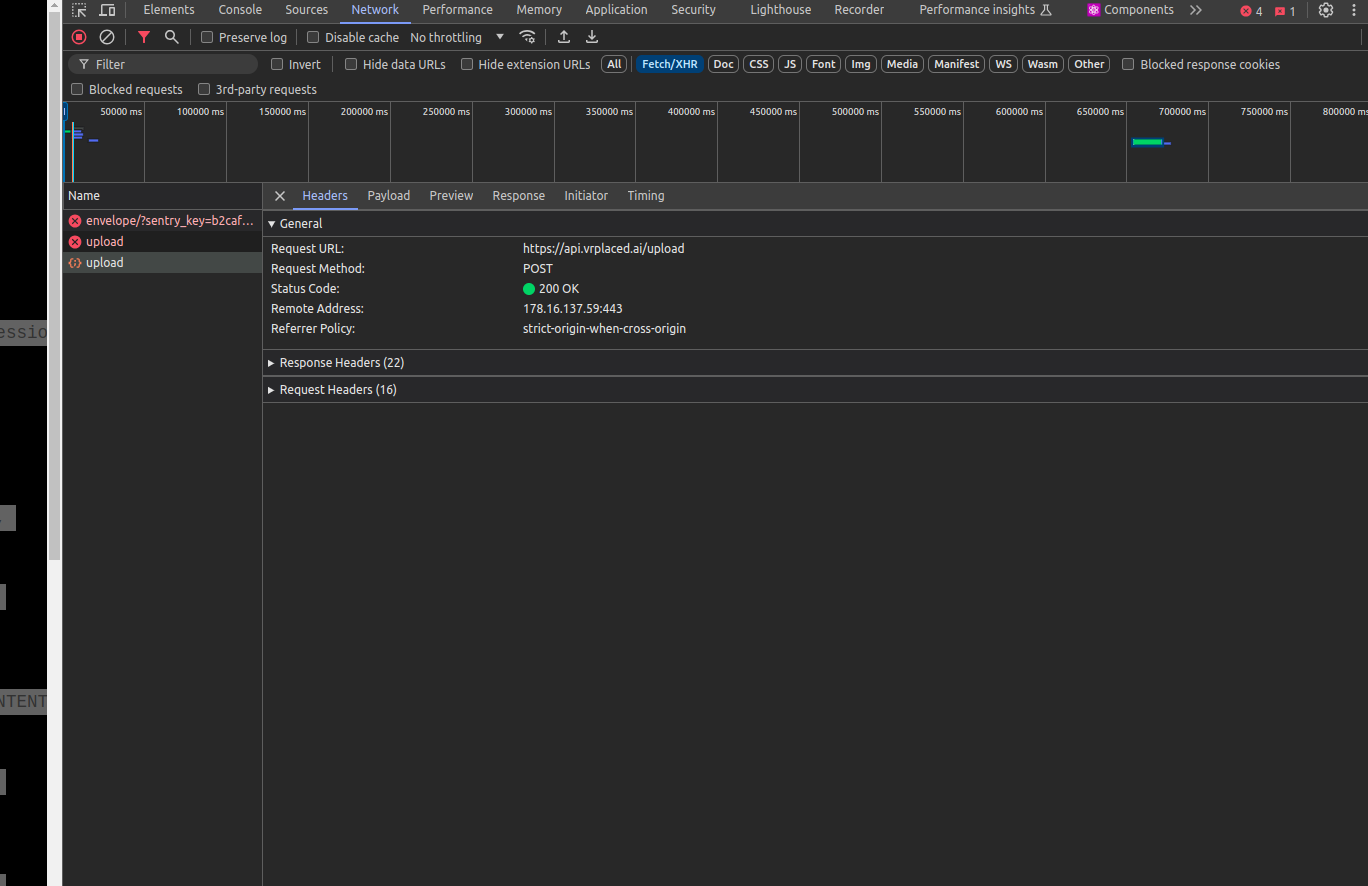 Elements Console Sources Network Performance Memory Application Security Lighthouse Recorder Performance insights Components 4 1
Preserve log Disable cache No throttling
Filter Invert Hide data URLs Hide extension URLs All Fetch/XHR Doc CSS JS Font Img Media Manifest WS Wasm Other Blocked response cookies
Blocked requests 3rd-party requests
50000 ms 100000 ms 150000 ms 200000 ms 250000 ms 300000 ms 350000 ms 400000 ms 450000 ms 500000 ms 550000 ms 600000 ms 650000 ms 700000 ms 750000 ms 800000 ms
Name Headers Payload Preview Response Initiator Timing
envelope/?sentry_key=b2caf...
upload
upload
General
Request URL: https://api.vrplaced.ai/upload
Request Method: POST
Status Code: 200 OK
Remote Address: 178.16.137.59:443
Referrer Policy: strict-origin-when-cross-origin
Response Headers (22)
Request Headers (16)
essio
NTENT